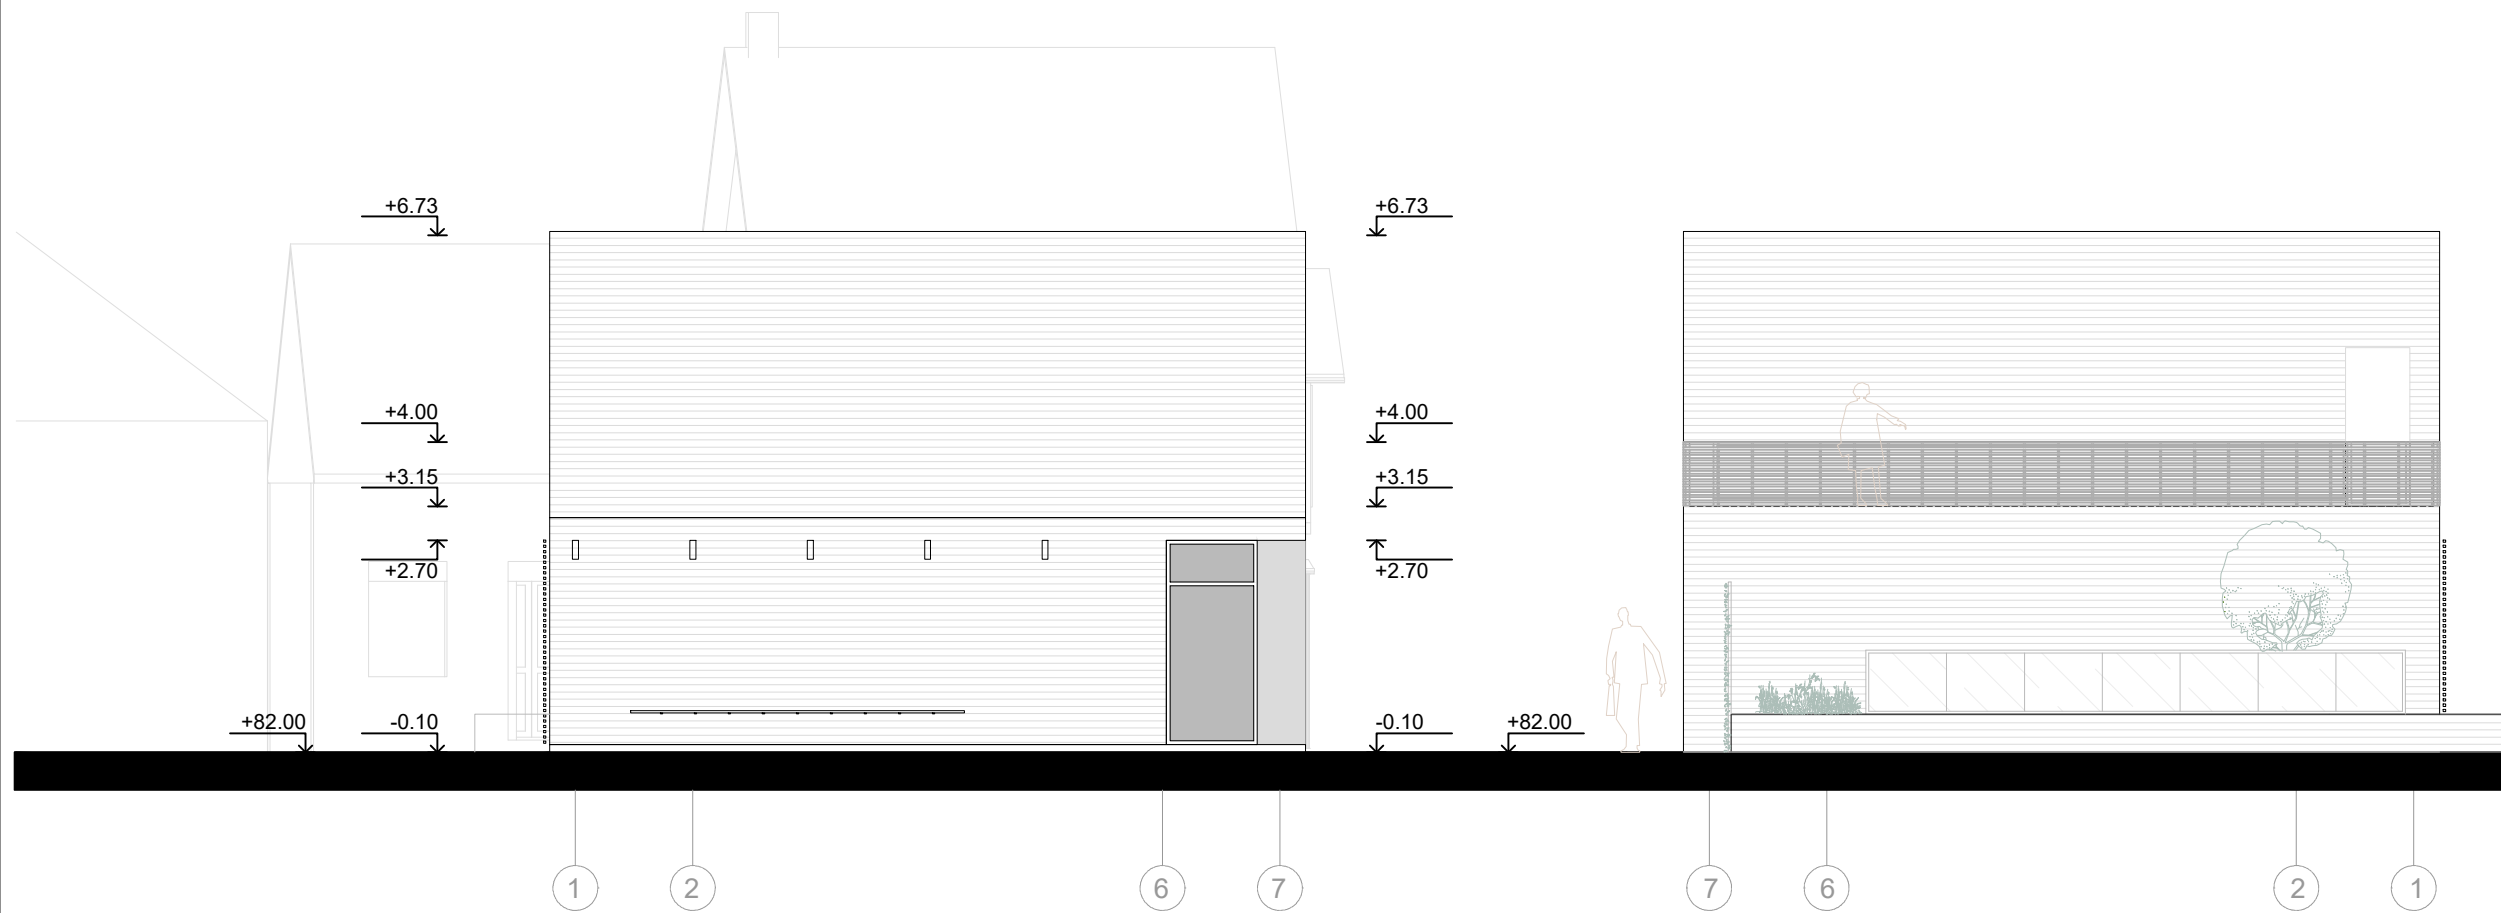 +6.73 +6.73
+4.00 +4.00
+3.15 +3.15
+2.70 +2.70
+82.00 -0.10 -0.10 +82.00
1 2 6 7 7 6 2 1